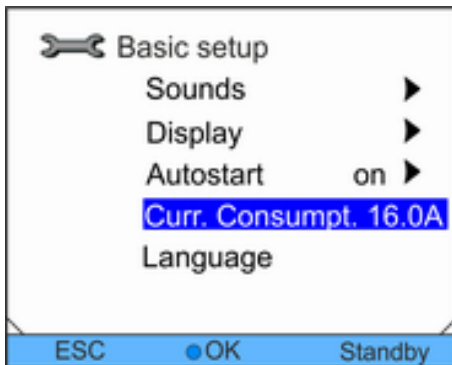 Basic setup
Sounds
Display
Autostart on
Curr. Consumpt. 16.0A
Language
ESC OK Standby